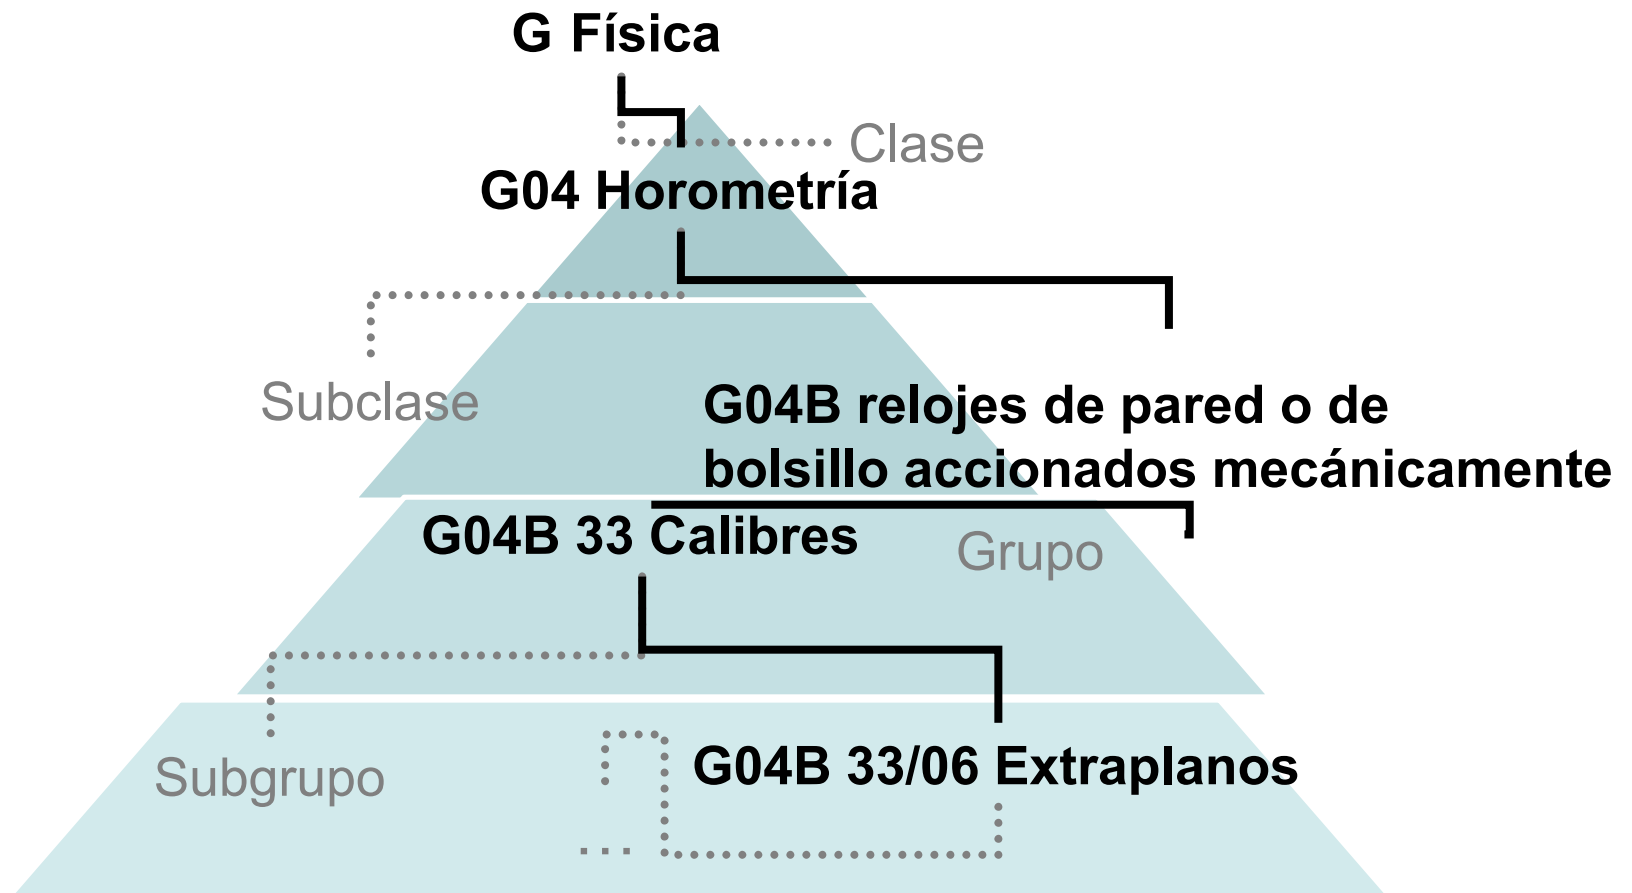 G Física
Clase
G04 Horometría
Subclase
G04B relojes de pared o de
bolsillo accionados mecánicamente
G04B 33 Calibres
Grupo
Subgrupo
G04B 33/06 Extraplanos
...